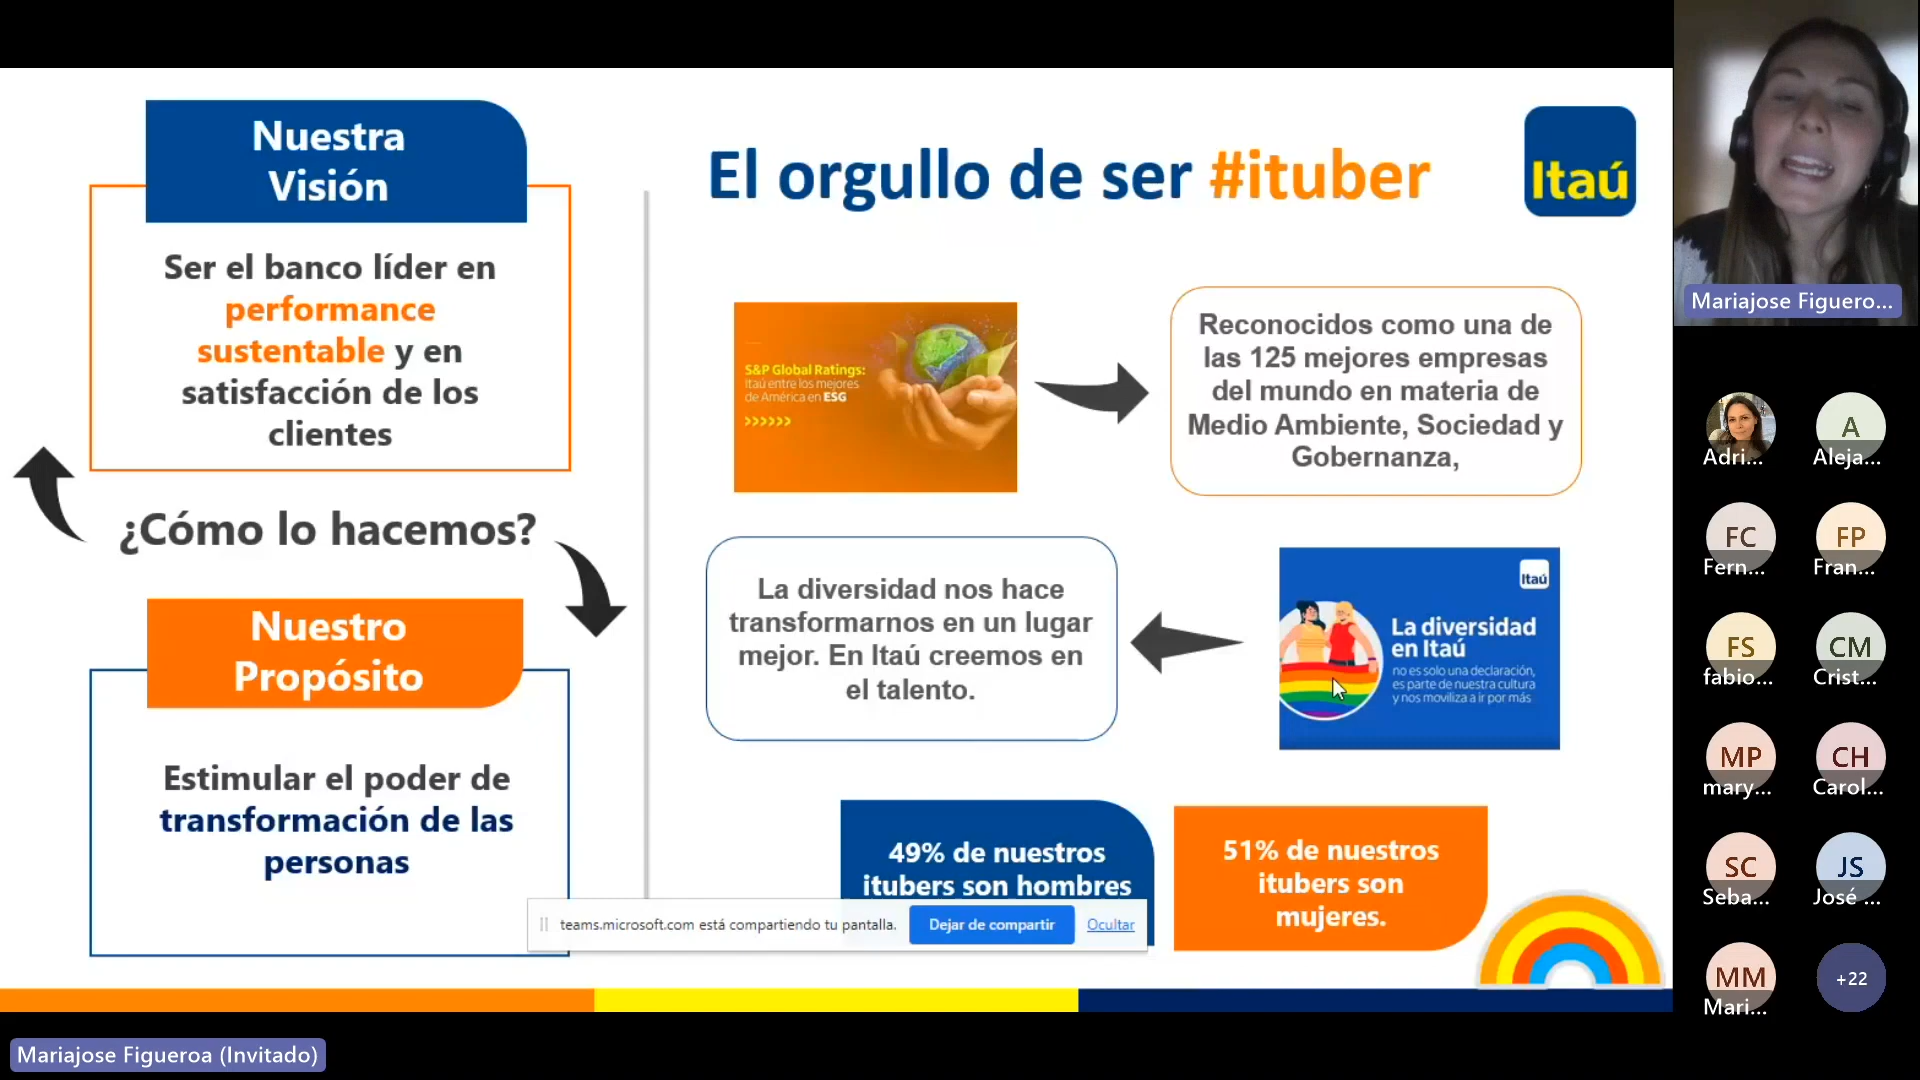 Nuestra
Visión
Ser el banco líder en
performance
sustentable y en
satisfacción de los
clientes
¿Cómo lo hacemos?
Nuestro
Propósito
Estimular el poder de
transformación de las
personas
El orgullo de ser #ituber
Itaú
S&P Global Ratings:
Itaú entre los mejores
de América en ESG
>>>>>>
Reconocidos como una de
las 125 mejores empresas
del mundo en materia de
Medio Ambiente, Sociedad y
Gobernanza,
La diversidad nos hace
transformarnos en un lugar
mejor. En Itaú creemos en
el talento.
Itaú
La diversidad
en Itaú
no es solo una declaración,
es parte de nuestra cultura
y nos moviliza a ir por más
49% de nuestros
itubers son hombres
51% de nuestros
itubers son
mujeres.
teams.microsoft.com está compartiendo tu pantalla.
Dejar de compartir
Ocultar
Mariajose Figueroa (Invitado)
Mariajose Figuero...
Adri...
A
Aleja...
FC
Fern...
FP
Fran...
FS
fabio...
CM
Crist...
MP
mary...
CH
Carol...
SC
Seba...
JS
José ...
MM
Mari...
+22